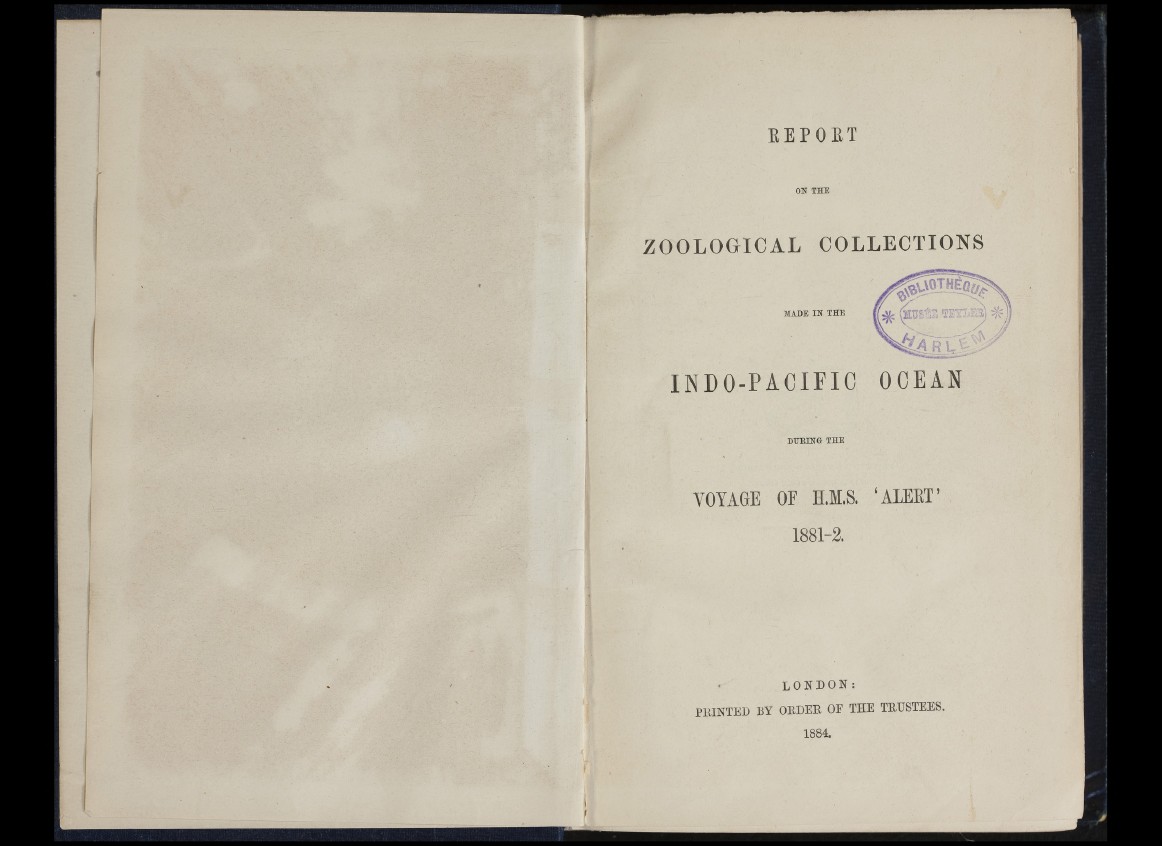 REPORT
ON THE
ZOOLOGICAL COLLECTIONS
MADE IN THE
BIBLIOTHÈQUE
MUSÉE TEYLER
HARLEM
INDO-PACIFIC OCEAN
DURING THE
VOYAGE OF H.M.S. 'ALERT'
1881-2.
LONDON:
PRINTED BY ORDER OF THE TRUSTEES.
1884.